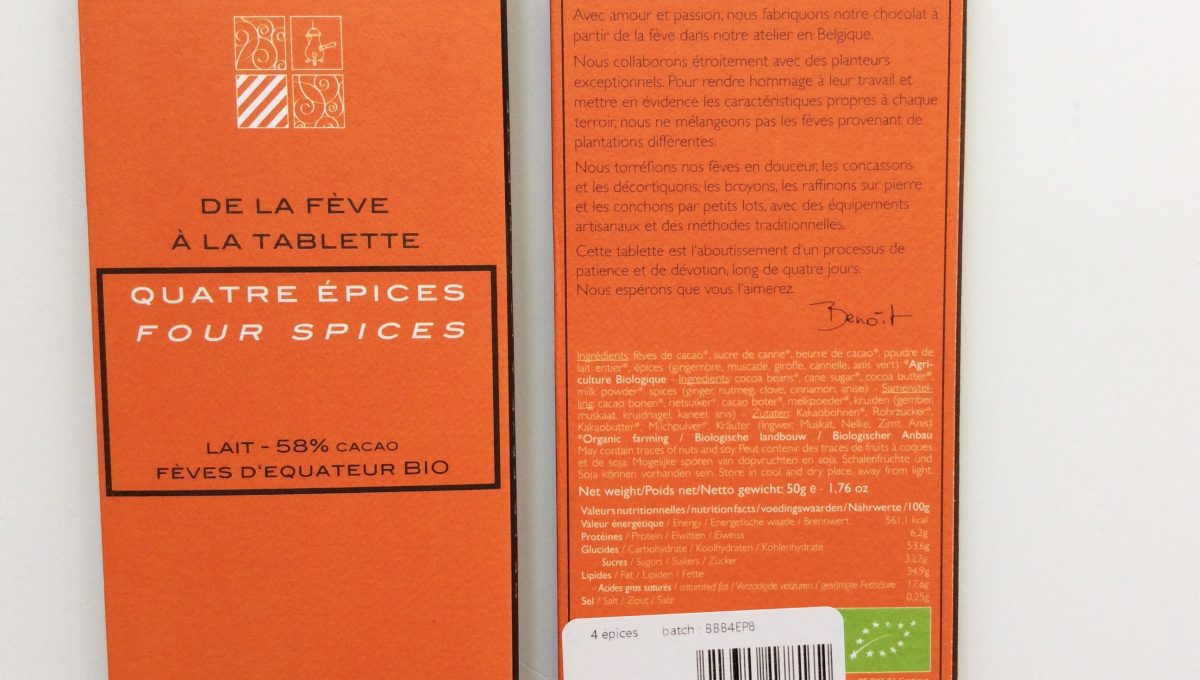 DE LA FÈVE
À LA TABLETTE
QUATRE ÉPICES
FOUR SPICES
LAIT – 58% CACAO
FÈVES D'EQUATEUR BIO
Avec amour et passion, nous fabriquons notre chocolat à
partir de la fève dans notre atelier en Belgique.
Nous collaborons étroitement avec des planteurs
exceptionnels. Pour rendre hommage à leur travail et
mettre en évidence les caractéristiques propres à chaque
terroir, nous ne mélangeons pas les fèves provenant de
plantations différentes.
Nous torréfions nos fèves en douceur, les concassons
et les décortiquons, les broyons, les raffinons sur pierre
et les conchons par petits lots, avec des équipements
artisanaux et des méthodes traditionnelles.
Cette tablette est l'aboutissement d'un processus de
patience et de dévotion, long de quatre jours.
Nous espérons que vous l'aimerez.
Benoît
Ingrédients: fèves de cacao*, sucre de canne*, beurre de cacao*, ppudre de
lait entier*, épices (gingembre, muscade, girofle, cannelle, anis vert) *Agri-
culture Biologique - Ingredients: cocoa beans*, cane sugar*, cocoa butter*,
milk powder*, spices (ginger, nutmeg, clove, cinnamon, anise) - Samenstel-
ling: cacao bonen*, rietsuiker*, cacao boter*, melkpoeder*, kruiden (gember,
muskaat, kruidnagel, kaneel, anis) - Zutaten: Kakaobohnen*, Rohrzucker*,
Kakaobutter*, Milchpulver*, Kräuter (Ingwer, Muskat, Nelke, Zimt, Anis)
*Organic farming / Biologische landbouw / Biologischer Anbau
May contain traces of nuts and soy. Peut contenir des traces de fruits à coques
et de soja. Mogelijke sporen van dopvruchten en soja. Schalenfrüchte und
Soja können vorhanden sein. Store in cool and dry place, away from light.
Net weight/Poids net/Netto gewicht: 50g e - 1,76 oz
Valeurs nutritionnelles / nutrition facts / voedingswaarden / Nährwerte /100g
Valeur énergétique / Energy / Energetische waade / Brennwert 561,1 kcal
Protéines / Protein / Eiwitten / Eiweiss 6,2g
Glucides / Carbohydrate / Koolhydraten / Kohlenhydrate 53,6g
- Sucres / Sugars / Suikers / Zucker 33,2g
Lipides / Fat / Lipiden / Fette 34,9g
- Acides gras saturés / saturated fat / Verzadigde vetzuren / gesättigte Fettsäure 17,6g
Sel / Salt / Zout / Salz 0,25g
4 épices batch : BBB4EP8